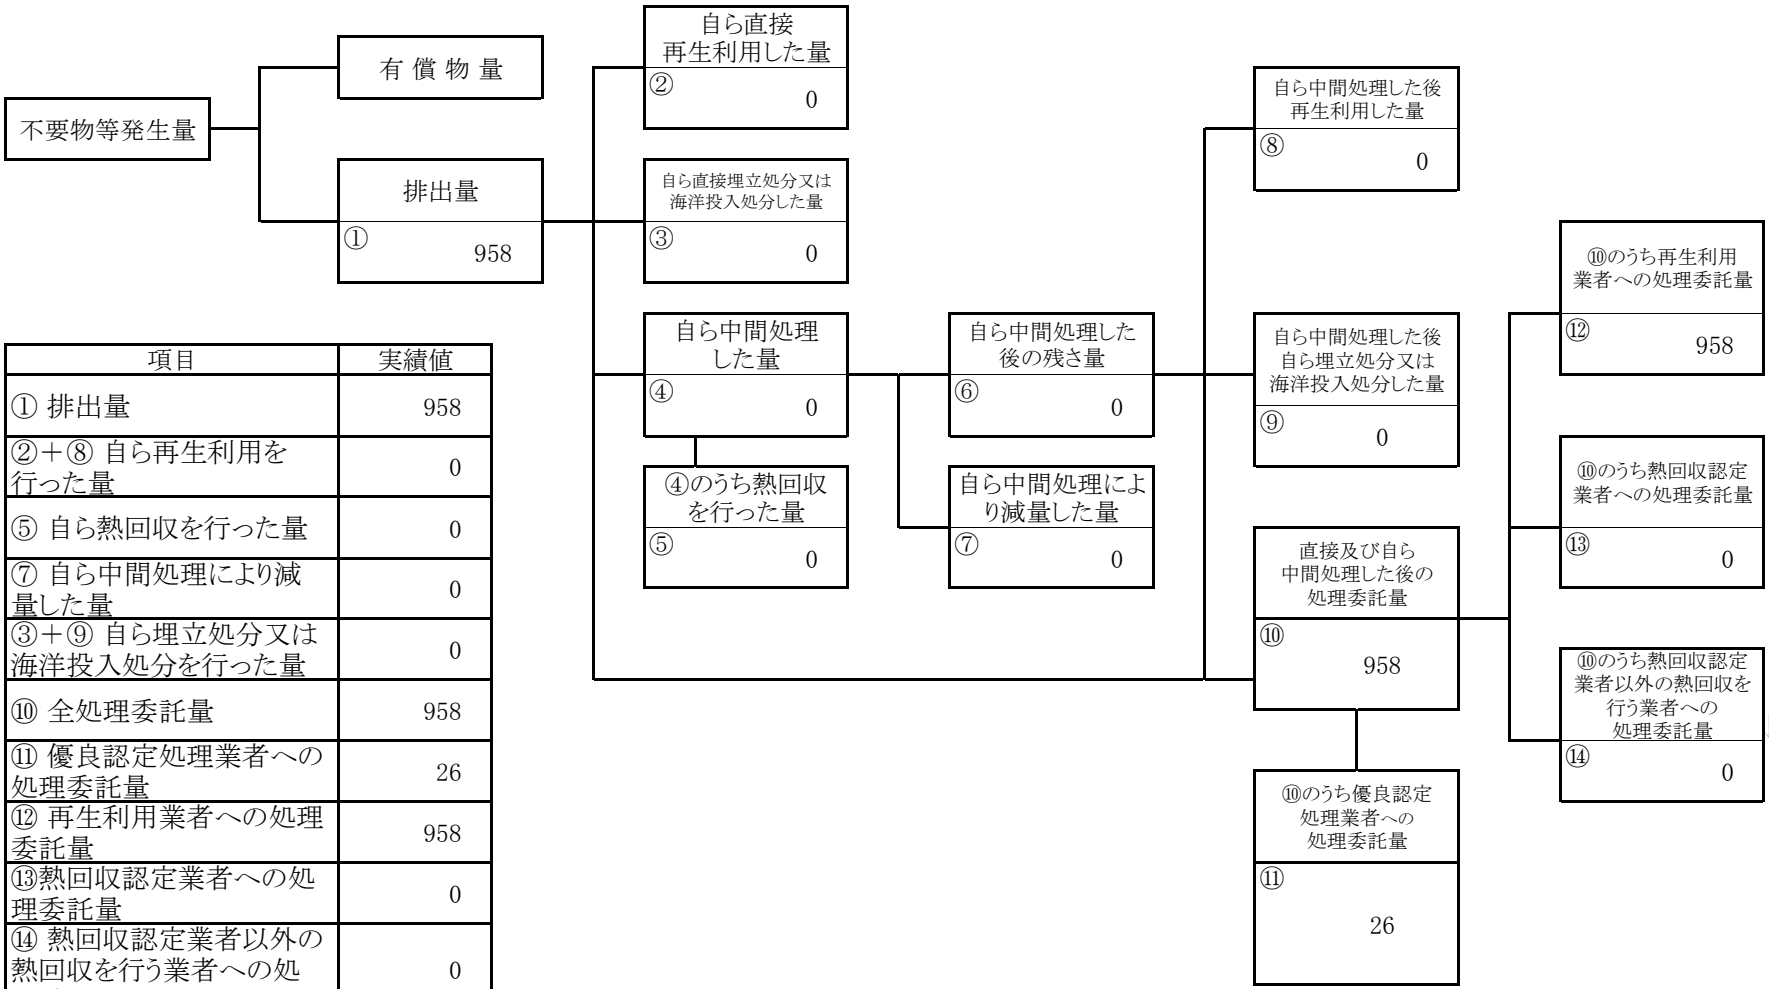 不要物等発生量
有 償 物 量
排出量
①
958
自ら直接
再生利用した量
②
0
自ら直接埋立処分又は
海洋投入処分した量
③
0
自ら中間処理
した量
④
0
④のうち熱回収
を行った量
⑤
0
自ら中間処理した
後の残さ量
⑥
0
自ら中間処理によ
り減量した量
⑦
0
自ら中間処理した後
再生利用した量
⑧
0
自ら中間処理した後
自ら埋立処分又は
海洋投入処分した量
⑨
0
直接及び自ら
中間処理した後の
処理委託量
⑩
958
⑩のうち優良認定
処理業者への
処理委託量
⑪
26
⑩のうち再生利用
業者への処理委託量
⑫
958
⑩のうち熱回収認定
業者への処理委託量
⑬
0
⑩のうち熱回収認定
業者以外の熱回収を
行う業者への
処理委託量
⑭
0
項目 実績値
① 排出量 958
②+⑧ 自ら再生利用を
行った量 0
⑤ 自ら熱回収を行った量 0
⑦ 自ら中間処理により減
量した量 0
③+⑨ 自ら埋立処分又は
海洋投入処分を行った量 0
⑩ 全処理委託量 958
⑪ 優良認定処理業者への
処理委託量 26
⑫ 再生利用業者への処理
委託量 958
⑬熱回収認定業者への処
理委託量 0
⑭ 熱回収認定業者以外の
熱回収を行う業者への処 0